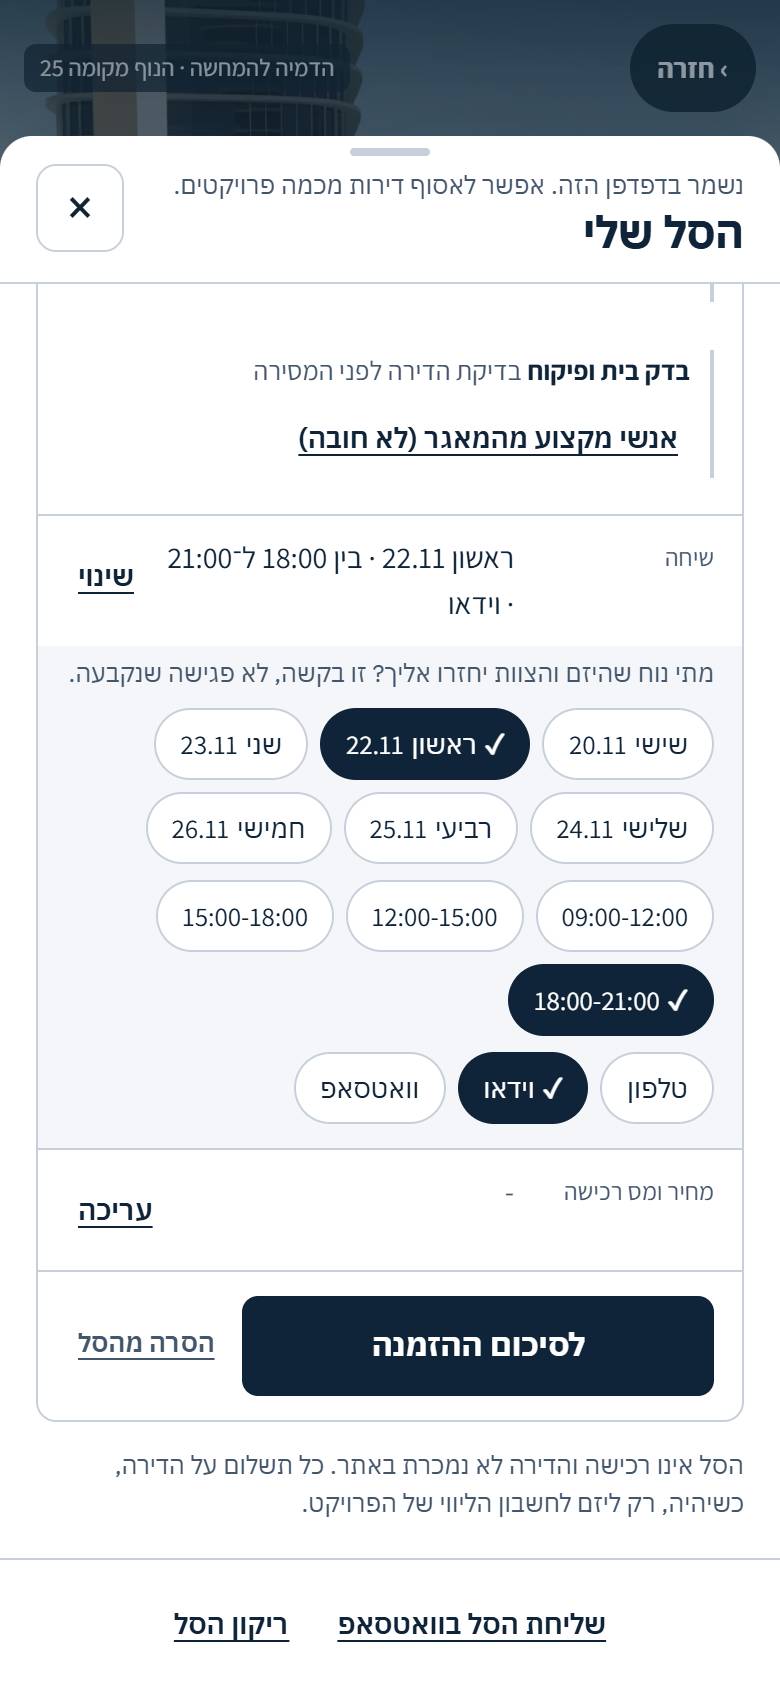 › חזרה
הדמיה להמחשה · הנוף מקומה 25
נשמר בדפדפן הזה. אפשר לאסוף דירות מכמה פרויקטים.
הסל שלי
×
בדק בית ופיקוח בדיקת הדירה לפני המסירה
אנשי מקצוע מהמאגר (לא חובה)
שיחה
ראשון 22.11 · בין 18:00 ל־21:00
· וידאו
שינוי
מתי נוח שהיזם והצוות יחזרו אליך? זו בקשה, לא פגישה שנקבעה.
שישי 20.11
✓ ראשון 22.11
שני 23.11
שלישי 24.11
רביעי 25.11
חמישי 26.11
09:00-12:00
12:00-15:00
15:00-18:00
✓ 18:00-21:00
טלפון
✓ וידאו
וואטסאפ
מחיר ומס רכישה
-
עריכה
לסיכום ההזמנה
הסרה מהסל
הסל אינו רכישה והדירה לא נמכרת באתר. כל תשלום על הדירה,
כשיהיה, רק ליזם לחשבון הליווי של הפרויקט.
שליחת הסל בוואטסאפ
ריקון הסל